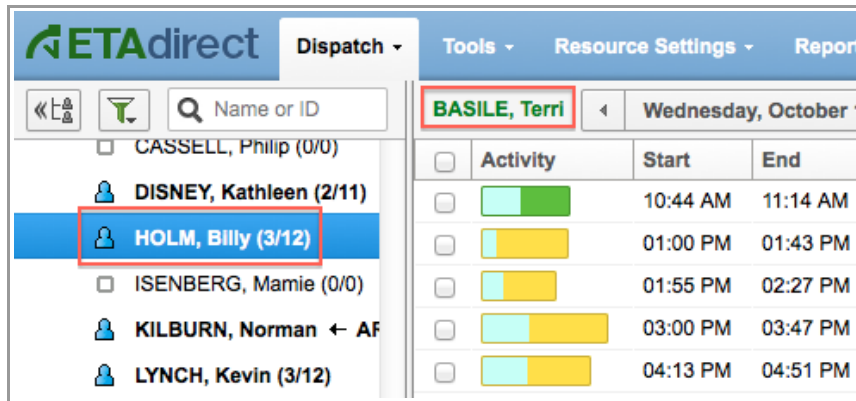 ETAdirect Dispatch Tools Resource Settings Repor
Name or ID BASILE, Terri Wednesday, October
CASSELL, Philip (0/0)
DISNEY, Kathleen (2/11)
HOLM, Billy (3/12)
ISENBERG, Mamie (0/0)
KILBURN, Norman ← AF
LYNCH, Kevin (3/12)
Activity Start End
10:44 AM 11:14 AM
01:00 PM 01:43 PM
01:55 PM 02:27 PM
03:00 PM 03:47 PM
04:13 PM 04:51 PM